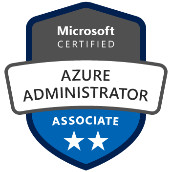 Microsoft
CERTIFIED
AZURE
ADMINISTRATOR
ASSOCIATE